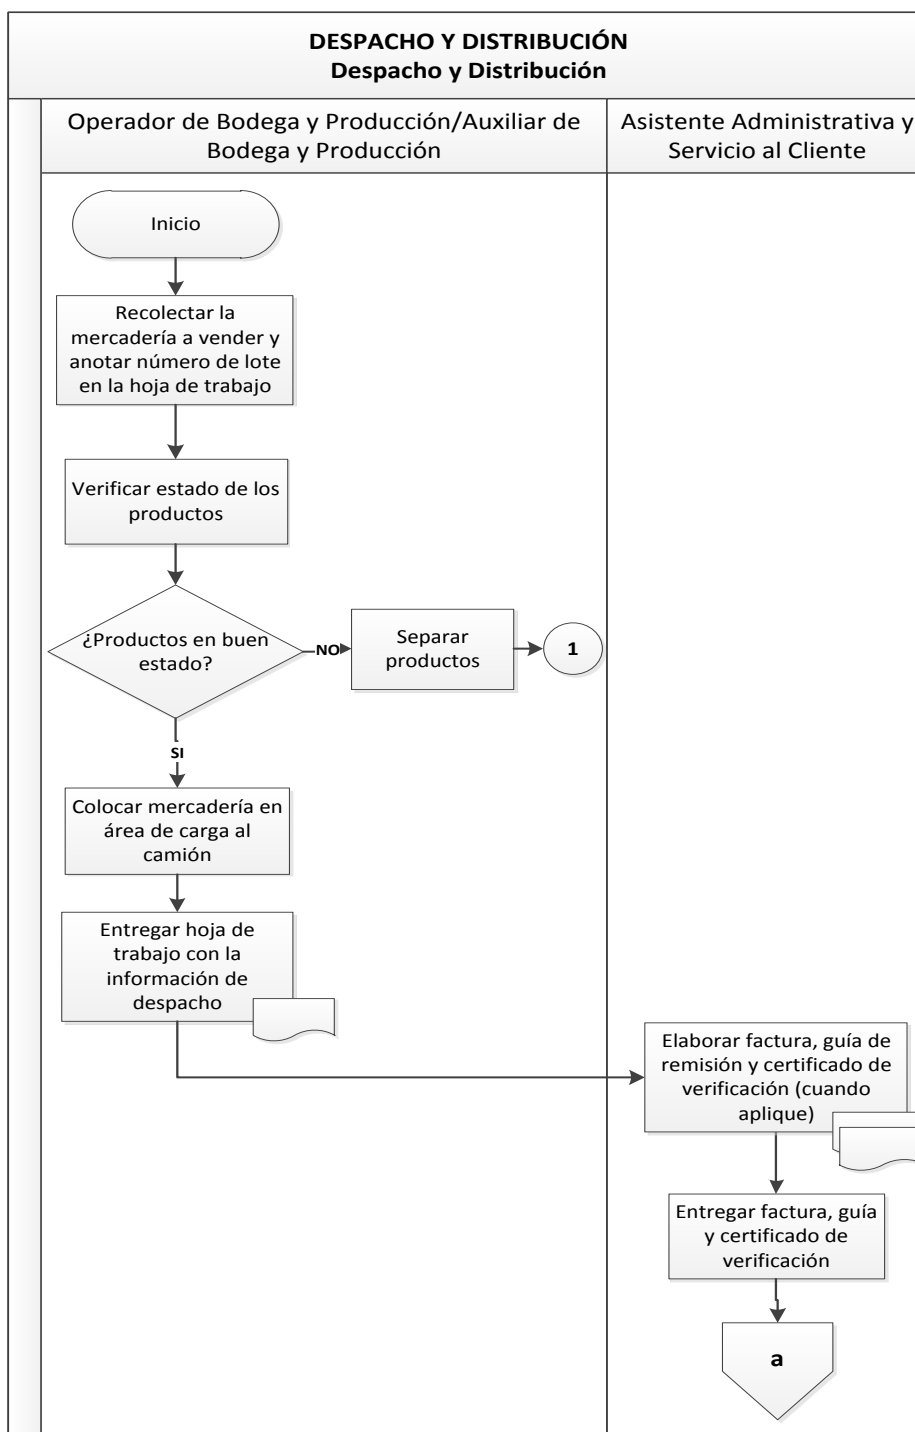 DESPACHO Y DISTRIBUCIÓN
Despacho y Distribución
Operador de Bodega y Producción/Auxiliar de
Bodega y Producción
Asistente Administrativa y
Servicio al Cliente
Inicio
Recolectar la
mercadería a vender y
anotar número de lote
en la hoja de trabajo
Verificar estado de los
productos
¿Productos en buen
estado?
NO
Separar
productos
1
SI
Colocar mercadería en
área de carga al
camión
Entregar hoja de
trabajo con la
información de
despacho
Elaborar factura, guía de
remisión y certificado de
verificación (cuando
aplique)
Entregar factura, guía
y certificado de
verificación
a